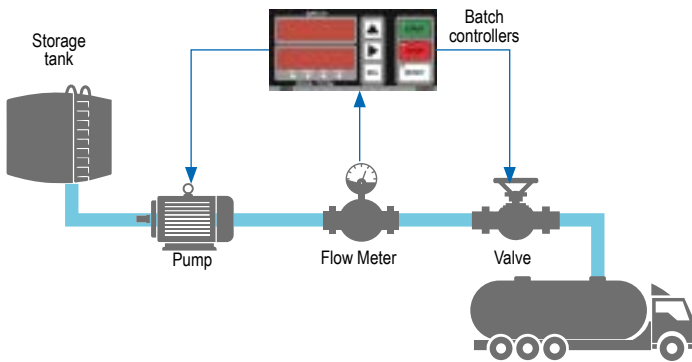 Storage
tank
Batch
controllers
Pump
Flow Meter
Valve